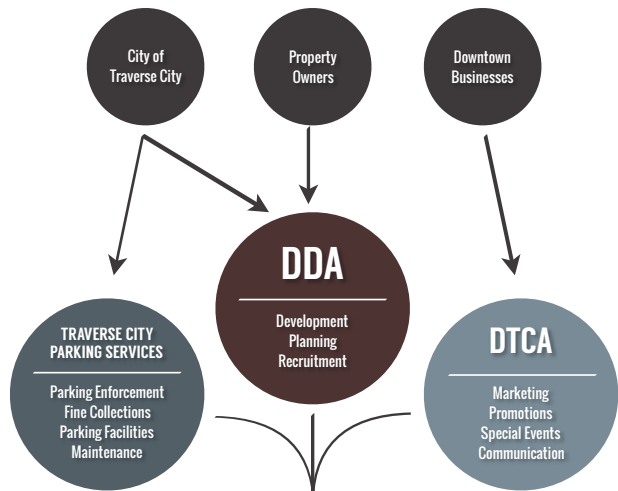 City of
Traverse City
Property
Owners
Downtown
Businesses
DDA
Development
Planning
Recruitment
TRAVERSE CITY
PARKING SERVICES
Parking Enforcement
Fine Collections
Parking Facilities
Maintenance
DTCA
Marketing
Promotions
Special Events
Communication